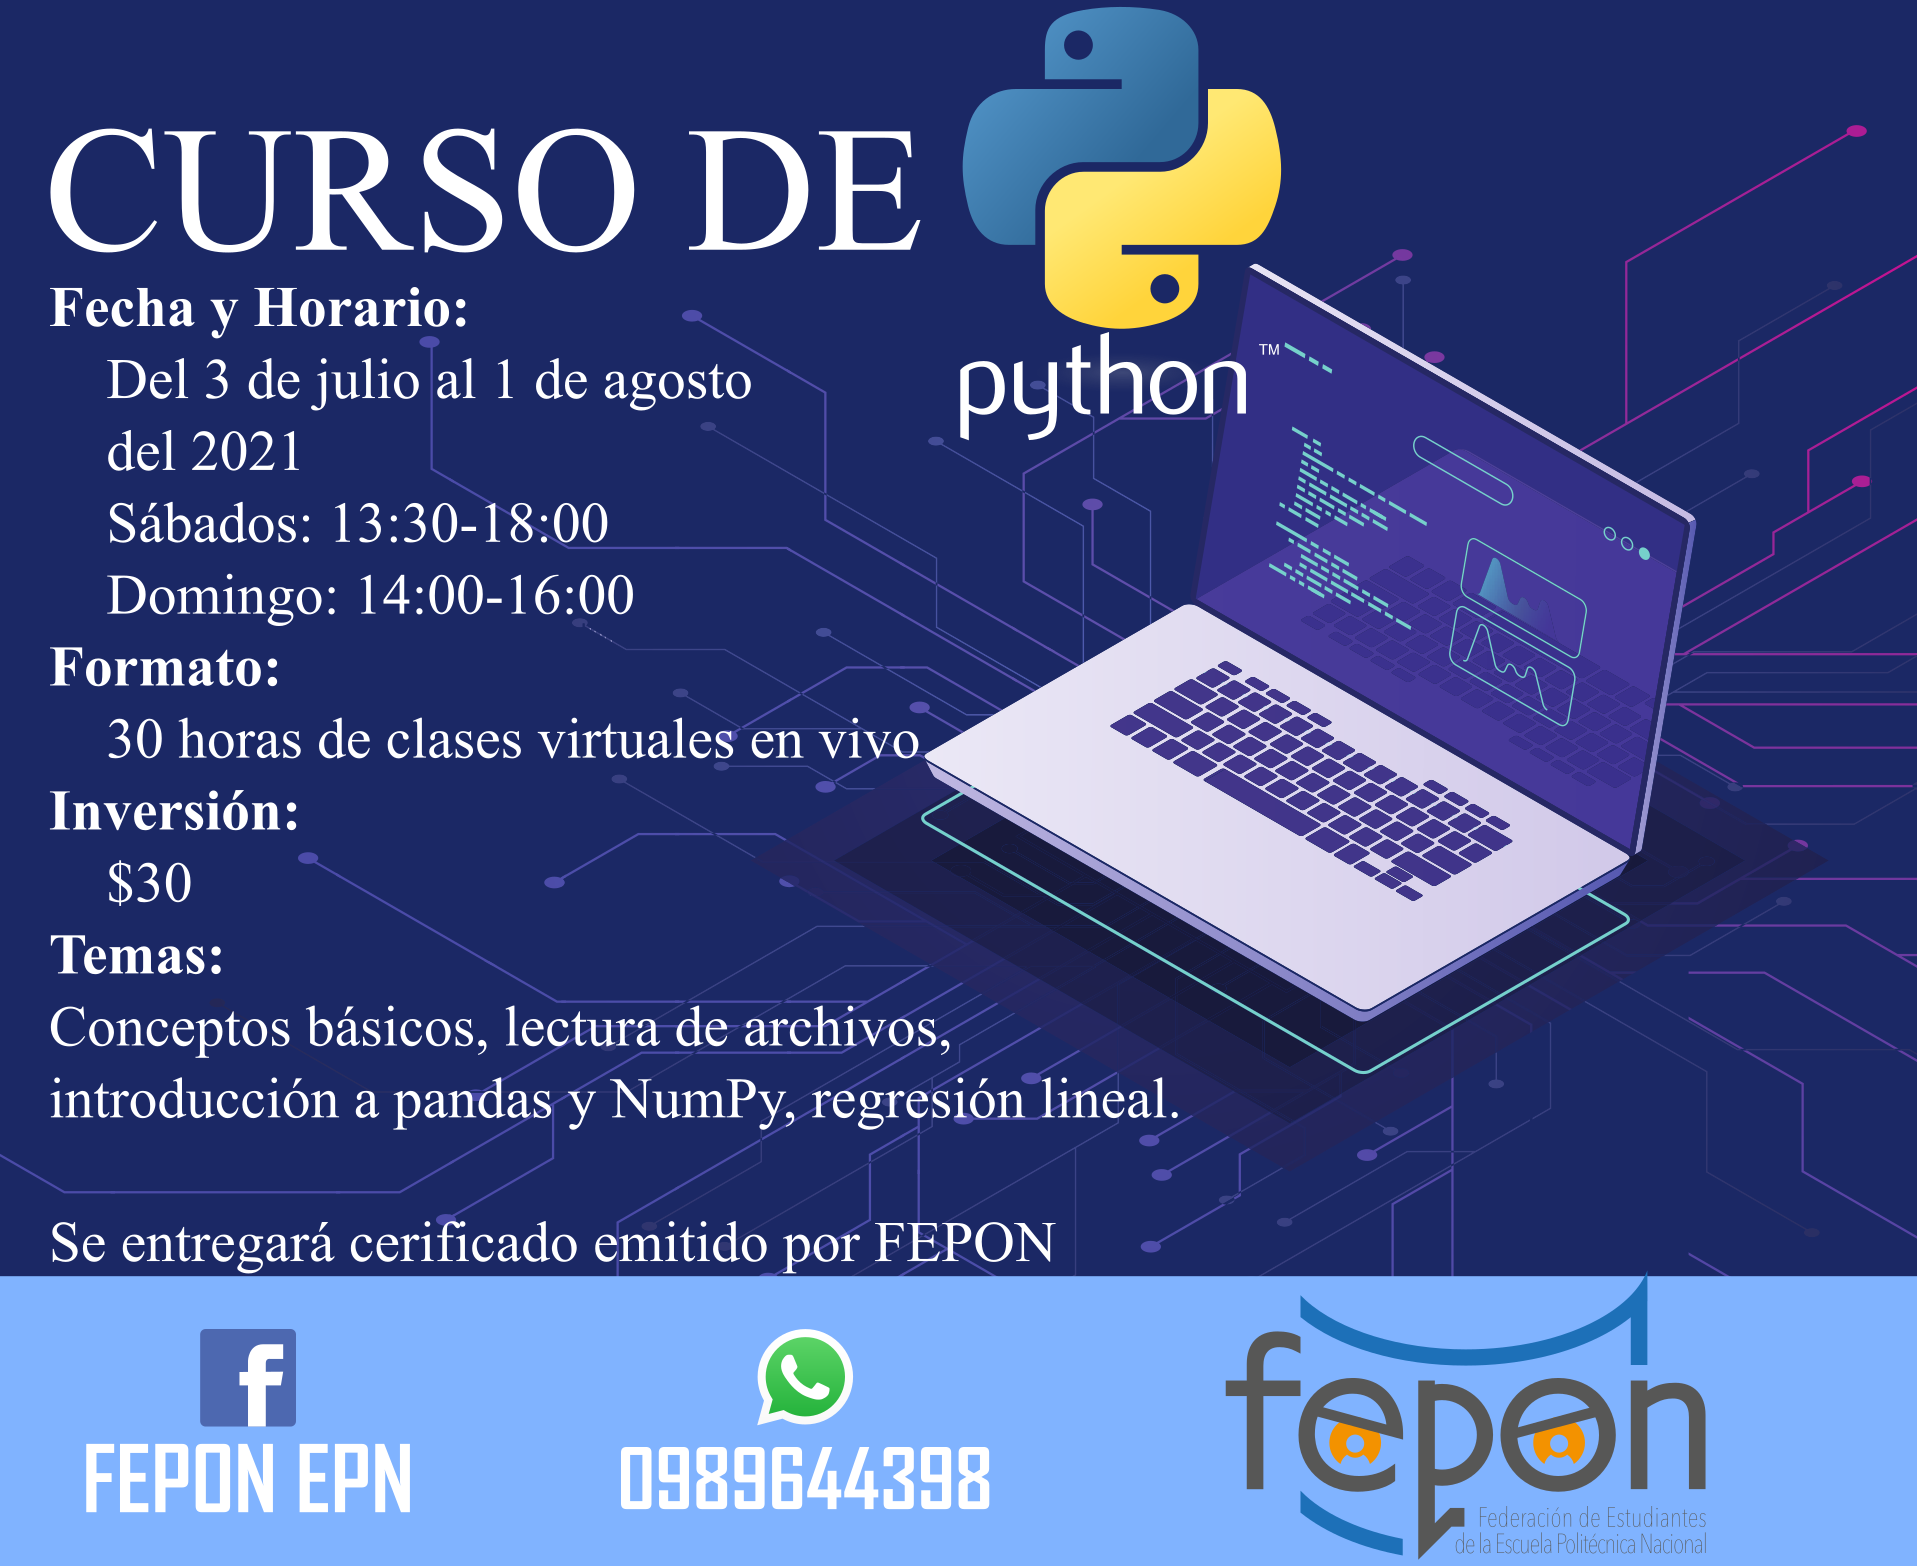 CURSO DE
python
TM
Fecha y Horario:
Del 3 de julio al 1 de agosto
del 2021
Sábados: 13:30-18:00
Domingo: 14:00-16:00
Formato:
30 horas de clases virtuales en vivo
Inversión:
$30
Temas:
Conceptos básicos, lectura de archivos,
introducción a pandas y NumPy, regresión lineal.
Se entregará cerificado emitido por FEPON
FEPON EPN
0989644398
fepon
Federación de Estudiantes
de la Escuela Politécnica Nacional